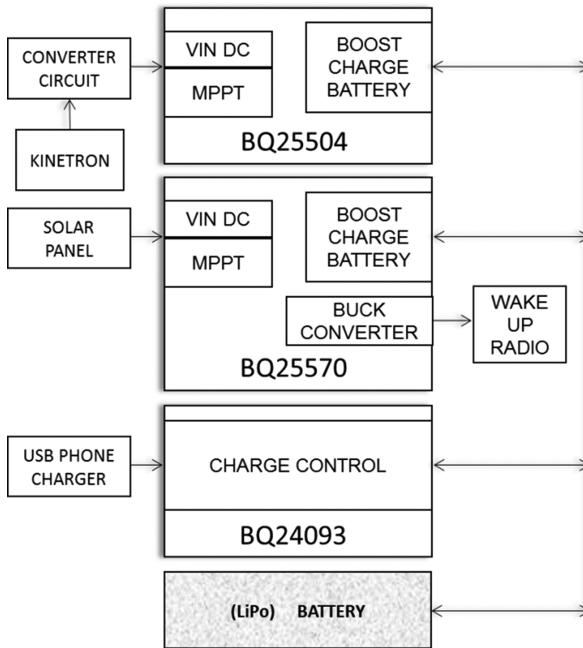 CONVERTER
CIRCUIT
KINETRON
VIN DC
MPPT
BOOST
CHARGE
BATTERY
BQ25504
SOLAR
PANEL
VIN DC
MPPT
BOOST
CHARGE
BATTERY
BUCK
CONVERTER
BQ25570
WAKE
UP
RADIO
USB PHONE
CHARGER
CHARGE CONTROL
BQ24093
(LiPo) BATTERY